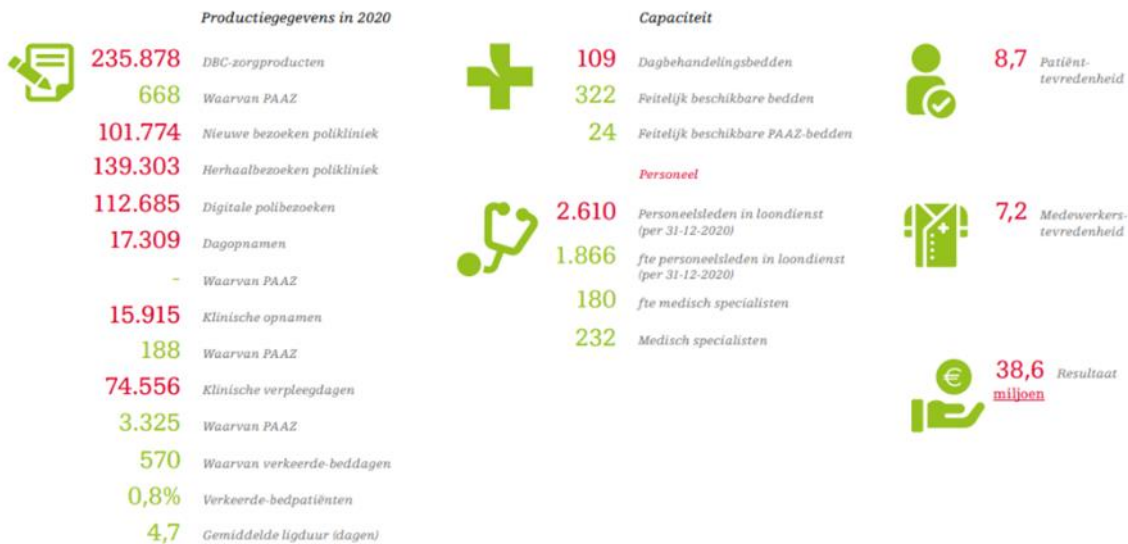 Productiegegevens in 2020
235.878 DBC-zorgproducten
668 Waarvan PAAZ
101.774 Nieuwe bezoeken polikliniek
139.303 Herhaalbezoeken polikliniek
112.685 Digitale polibezoeken
17.309 Dagopnamen
- Waarvan PAAZ
15.915 Klinische opnamen
188 Waarvan PAAZ
74.556 Klinische verpleegdagen
3.325 Waarvan PAAZ
570 Waarvan verkeerde-beddagen
0,8% Verkeerde-bedpatiënten
4,7 Gemiddelde ligduur (dagen)
Capaciteit
109 Dagbehandelingsbedden
322 Feitelijk beschikbare bedden
24 Feitelijk beschikbare PAAZ-bedden
Personeel
2.610 Personeelsleden in loondienst
(per 31-12-2020)
1.866 fte personeelsleden in loondienst
(per 31-12-2020)
180 fte medisch specialisten
232 Medisch specialisten
8,7 Patiënt-
tevredenheid
7,2 Medewerkers-
tevredenheid
€
38,6 Resultaat
miljoen